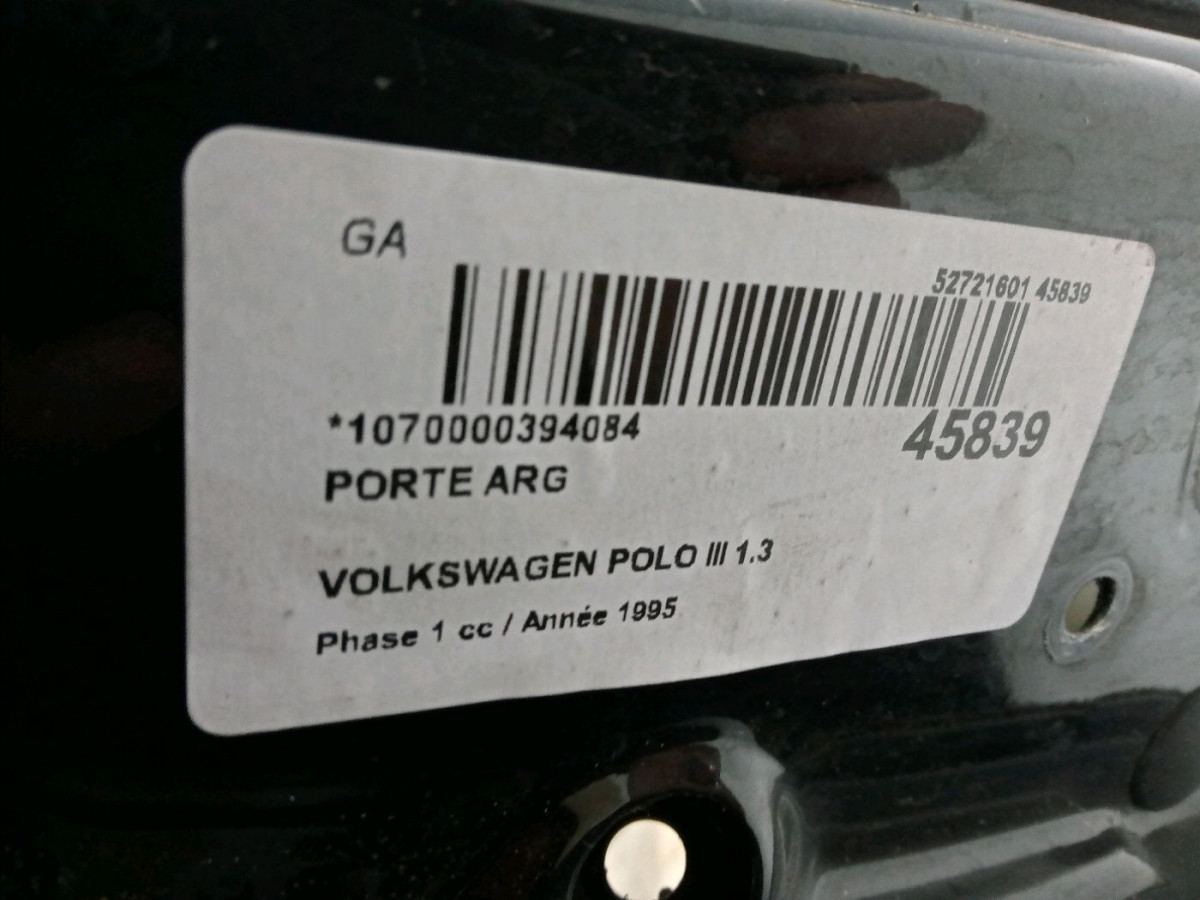 GA
52721601 45839
*1070000394084
45839
PORTE ARG
VOLKSWAGEN POLO III 1.3
Phase 1 cc / Année 1995